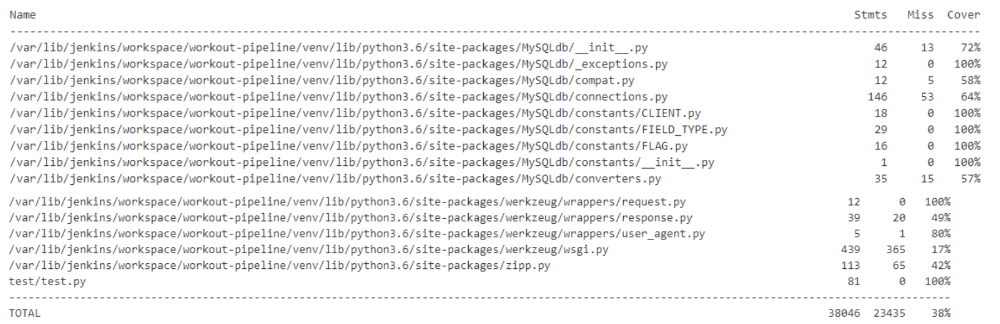 Name Stmts Miss Cover
--------------------------------------------------------------------------------------------------------------------------------------------------
/var/lib/jenkins/workspace/workout-pipeline/venv/lib/python3.6/site-packages/MySQLdb/__init__.py 46 13 72%
/var/lib/jenkins/workspace/workout-pipeline/venv/lib/python3.6/site-packages/MySQLdb/_exceptions.py 12 0 100%
/var/lib/jenkins/workspace/workout-pipeline/venv/lib/python3.6/site-packages/MySQLdb/compat.py 12 5 58%
/var/lib/jenkins/workspace/workout-pipeline/venv/lib/python3.6/site-packages/MySQLdb/connections.py 146 53 64%
/var/lib/jenkins/workspace/workout-pipeline/venv/lib/python3.6/site-packages/MySQLdb/constants/CLIENT.py 18 0 100%
/var/lib/jenkins/workspace/workout-pipeline/venv/lib/python3.6/site-packages/MySQLdb/constants/FIELD_TYPE.py 29 0 100%
/var/lib/jenkins/workspace/workout-pipeline/venv/lib/python3.6/site-packages/MySQLdb/constants/FLAG.py 16 0 100%
/var/lib/jenkins/workspace/workout-pipeline/venv/lib/python3.6/site-packages/MySQLdb/constants/__init__.py 1 0 100%
/var/lib/jenkins/workspace/workout-pipeline/venv/lib/python3.6/site-packages/MySQLdb/converters.py 35 15 57%
/var/lib/jenkins/workspace/workout-pipeline/venv/lib/python3.6/site-packages/werkzeug/wrappers/request.py 12 0 100%
/var/lib/jenkins/workspace/workout-pipeline/venv/lib/python3.6/site-packages/werkzeug/wrappers/response.py 39 20 49%
/var/lib/jenkins/workspace/workout-pipeline/venv/lib/python3.6/site-packages/werkzeug/wrappers/user_agent.py 5 1 80%
/var/lib/jenkins/workspace/workout-pipeline/venv/lib/python3.6/site-packages/werkzeug/wsgi.py 439 365 17%
/var/lib/jenkins/workspace/workout-pipeline/venv/lib/python3.6/site-packages/zipp.py 113 65 42%
test/test.py 81 0 100%
--------------------------------------------------------------------------------------------------------------------------------------------------
TOTAL 38046 23435 38%